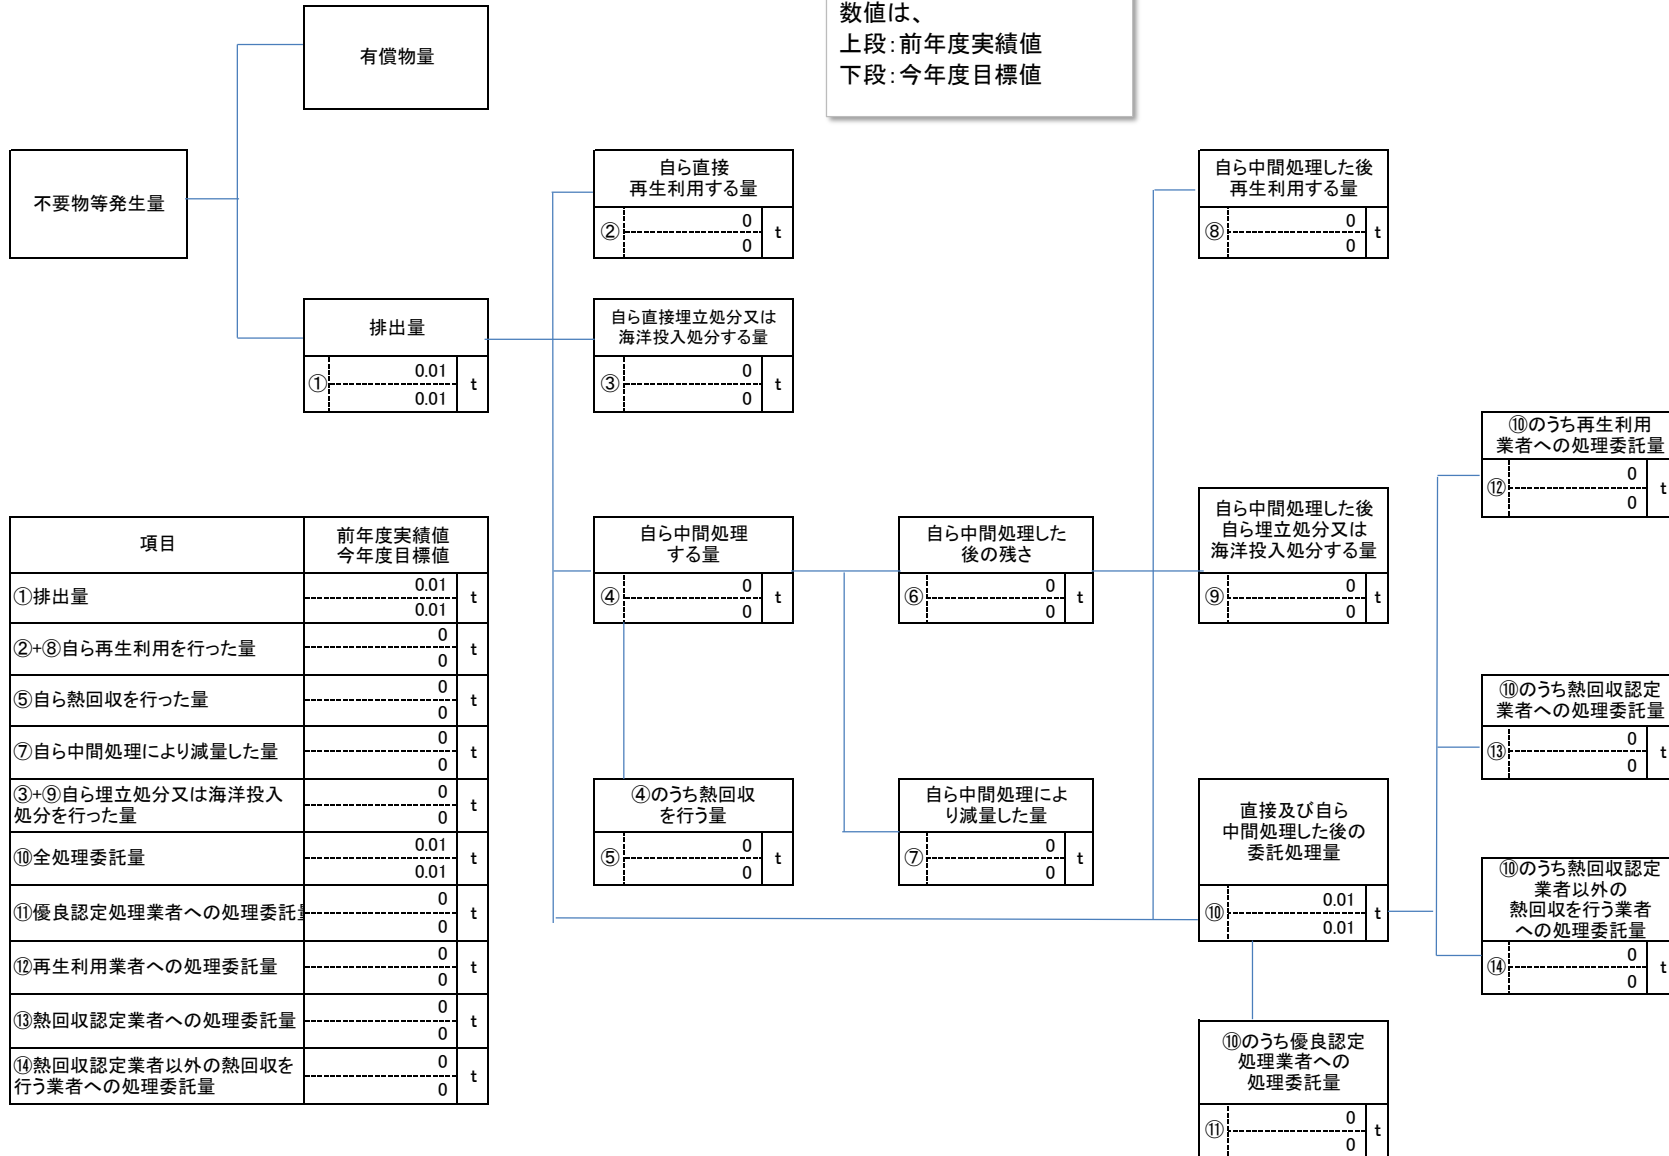 数値は、
上段:前年度実績値
下段:今年度目標値
有償物量
不要物等発生量
排出量
①
0.01
0.01
t
自ら直接
再生利用する量
②
0
0
t
自ら直接埋立処分又は
海洋投入処分する量
③
0
0
t
自ら中間処理
する量
④
0
0
t
④のうち熱回収
を行う量
⑤
0
0
t
自ら中間処理した
後の残さ
⑥
0
0
t
自ら中間処理によ
り減量した量
⑦
0
0
t
自ら中間処理した後
再生利用する量
⑧
0
0
t
自ら中間処理した後
自ら埋立処分又は
海洋投入処分する量
⑨
0
0
t
直接及び自ら
中間処理した後の
委託処理量
⑩
0.01
0.01
t
⑩のうち優良認定
処理業者への
処理委託量
⑪
0
0
t
⑩のうち再生利用
業者への処理委託量
⑫
0
0
t
⑩のうち熱回収認定
業者への処理委託量
⑬
0
0
t
⑩のうち熱回収認定
業者以外の
熱回収を行う業者
への処理委託量
⑭
0
0
t
項目
前年度実績値
今年度目標値
①排出量
0.01
0.01
t
②+⑧自ら再生利用を行った量
0
0
t
⑤自ら熱回収を行った量
0
0
t
⑦自ら中間処理により減量した量
0
0
t
③+⑨自ら埋立処分又は海洋投入
処分を行った量
0
0
t
⑩全処理委託量
0.01
0.01
t
⑪優良認定処理業者への処理委託
0
0
t
⑫再生利用業者への処理委託量
0
0
t
⑬熱回収認定業者への処理委託量
0
0
t
⑭熱回収認定業者以外の熱回収を
行う業者への処理委託量
0
0
t